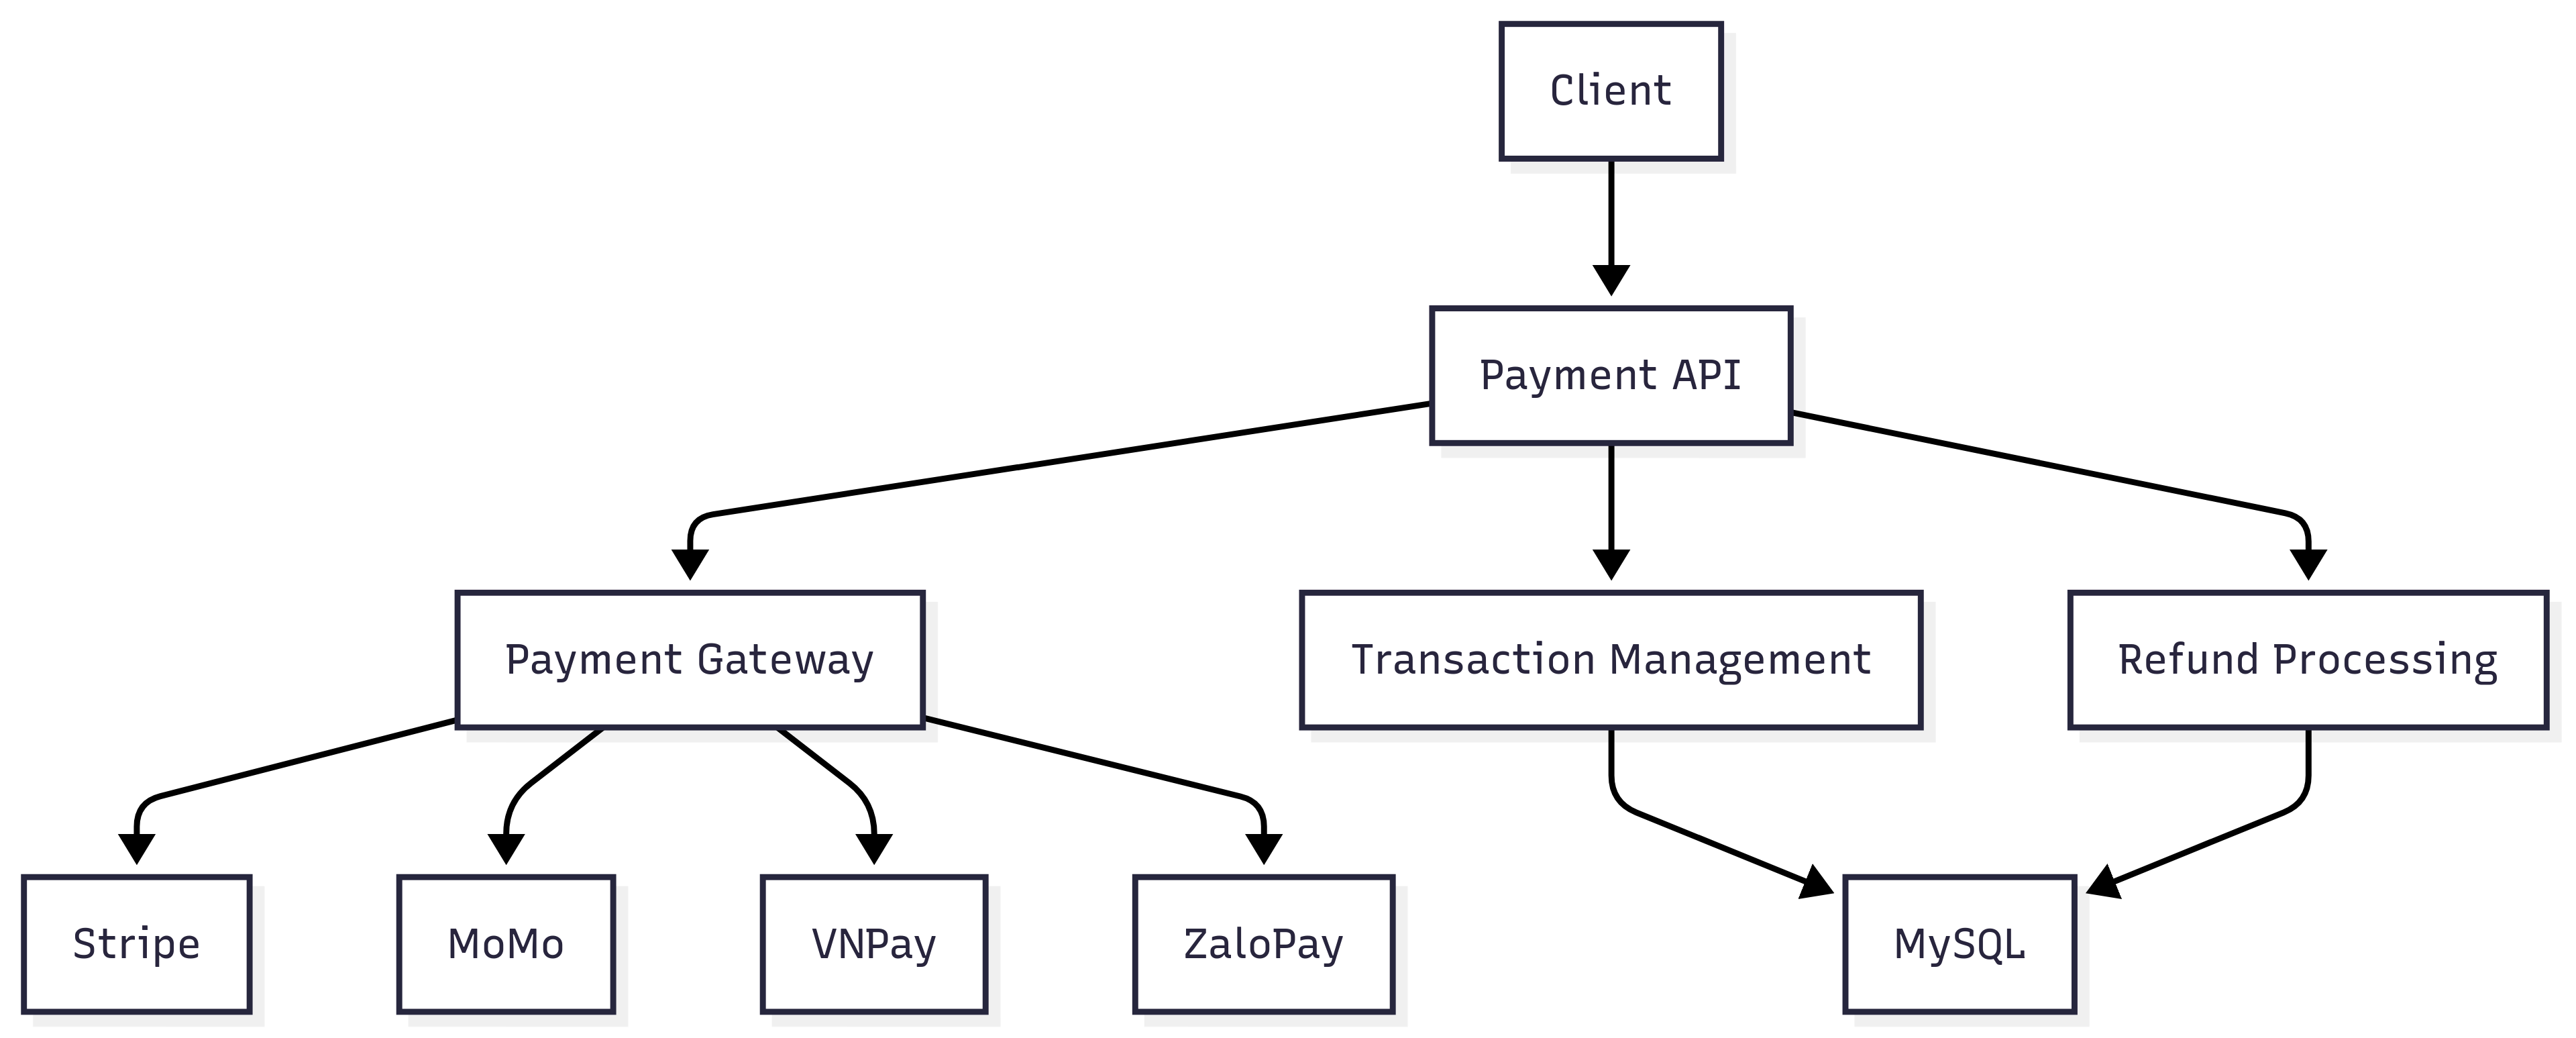 Client
Payment API
Payment Gateway
Transaction Management
Refund Processing
Stripe
MoMo
VNPay
ZaloPay
MySQL